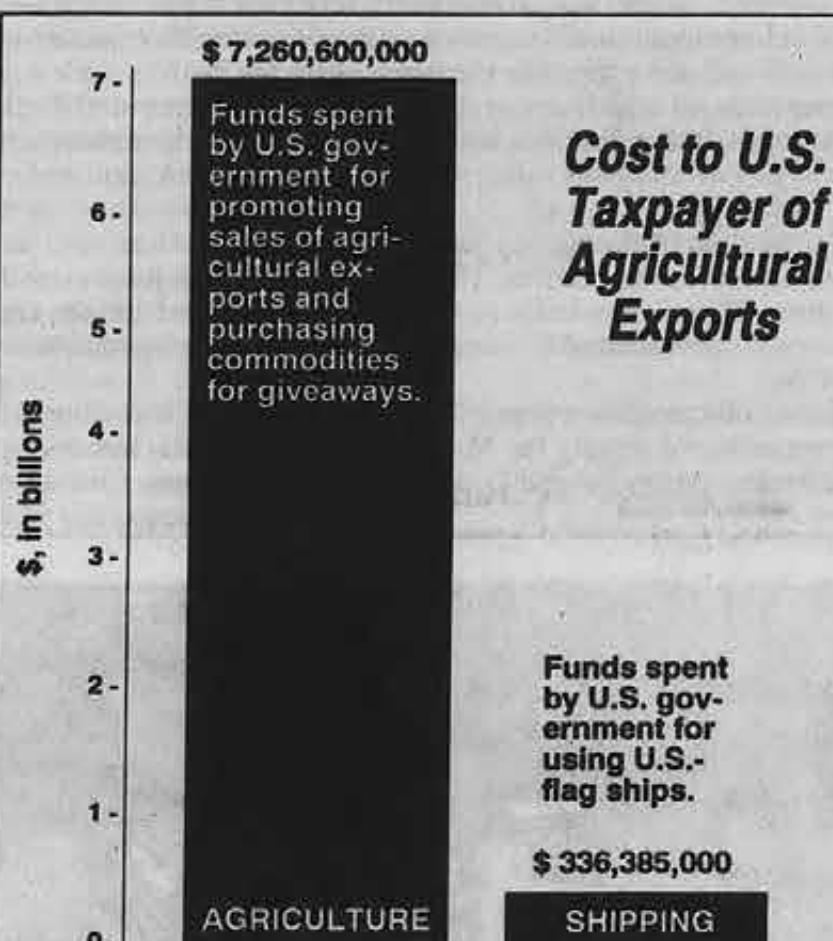 $ 7,260,600,000
7 -
Funds spent
by U.S. gov-
ernment for
promoting
sales of agri-
cultural ex-
ports and
purchasing
commodities
for giveaways.
Cost to U.S.
Taxpayer of
Agricultural
Exports
6 -
5 -
4 -
$, in billions
3 -
2 -
Funds spent
by U.S. gov-
ernment for
using U.S.-
flag ships.
1 -
$ 336,385,000
AGRICULTURE
SHIPPING
0